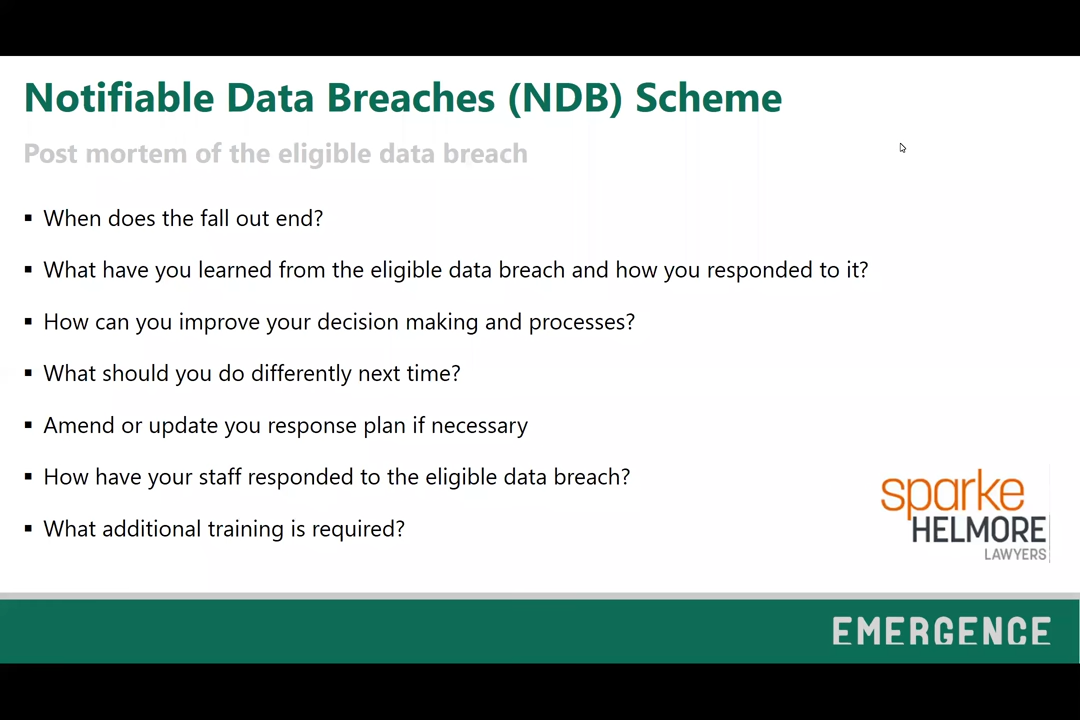 Notifiable Data Breaches (NDB) Scheme
Post mortem of the eligible data breach
▪ When does the fall out end?
▪ What have you learned from the eligible data breach and how you responded to it?
▪ How can you improve your decision making and processes?
▪ What should you do differently next time?
▪ Amend or update you response plan if necessary
▪ How have your staff responded to the eligible data breach?
▪ What additional training is required?
sparke
HELMORE
LAWYERS
EMERGENCE